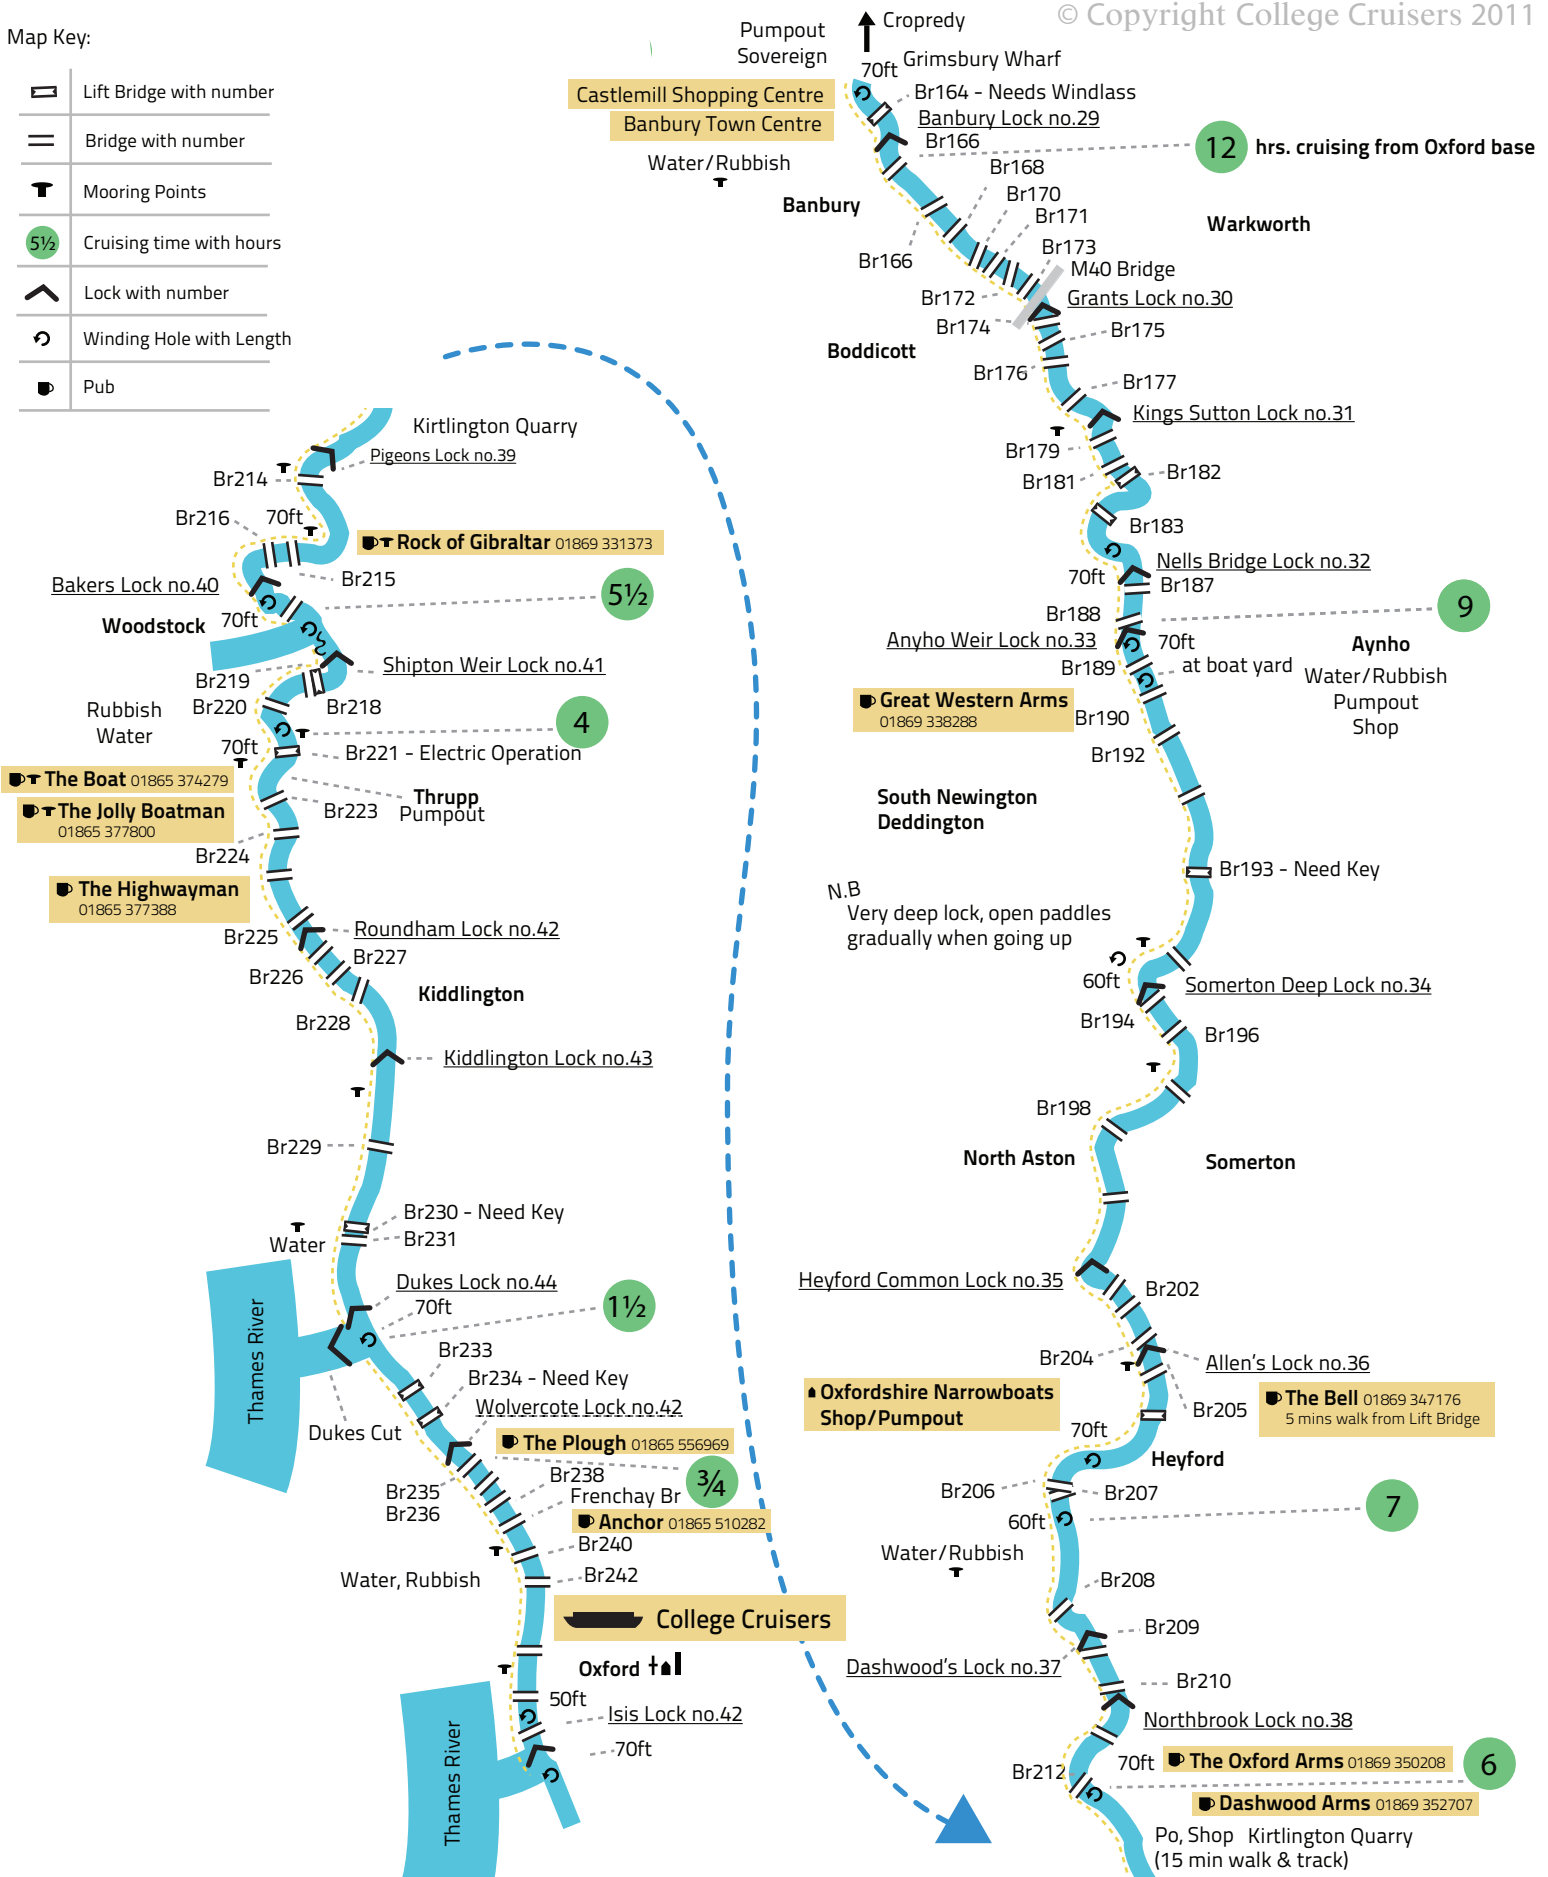 © Copyright College Cruisers 2011
Map Key:
Lift Bridge with number
Bridge with number
Mooring Points
5½
Cruising time with hours
Lock with number
Winding Hole with Length
Pub
Kirtlington Quarry
Pigeons Lock no.39
Br214
Br216
70ft
Rock of Gibraltar 01869 331373
Br215
Bakers Lock no.40
5½
70ft
Woodstock
Shipton Weir Lock no.41
Br219
Br220
Br218
Rubbish
Water
4
70ft
Br221 - Electric Operation
The Boat 01865 374279
Thrupp
Pumpout
The Jolly Boatman
01865 377800
Br223
Br224
The Highwayman
01865 377388
Br225
Roundham Lock no.42
Br227
Br226
Kiddlington
Br228
Kiddlington Lock no.43
Br229
Br230 - Need Key
Br231
Water
Dukes Lock no.44
70ft
1½
Thames River
Br233
Br234 - Need Key
Wolvercote Lock no.42
Dukes Cut
The Plough 01865 556969
¾
Br238
Br235
Frenchay Br
Br236
Anchor 01865 510282
Br240
Br242
Water, Rubbish
College Cruisers
Oxford
50ft
Isis Lock no.42
70ft
Thames River
Pumpout
Sovereign
Cropredy
70ft
Grimsbury Wharf
Castlemill Shopping Centre
Br164 - Needs Windlass
Banbury Town Centre
Banbury Lock no.29
Br166
12 hrs. cruising from Oxford base
Water/Rubbish
Br168
Br170
Banbury
Br171
Warkworth
Br173
Br166
M40 Bridge
Br172
Grants Lock no.30
Br174
Br175
Boddicott
Br176
Br177
Kings Sutton Lock no.31
Br179
Br181
Br182
Br183
Nells Bridge Lock no.32
70ft
Br187
Br188
9
Anyho Weir Lock no.33
70ft
at boat yard
Aynho
Br189
Water/Rubbish
Pumpout
Shop
Great Western Arms
01869 338288
Br190
Br192
South Newington
Deddington
Br193 - Need Key
N.B
Very deep lock, open paddles
gradually when going up
60ft
Somerton Deep Lock no.34
Br194
Br196
Br198
North Aston
Somerton
Heyford Common Lock no.35
Br202
Br204
Allen's Lock no.36
Oxfordshire Narrowboats
Shop/Pumpout
Br205
The Bell 01869 347176
5 mins walk from Lift Bridge
70ft
Heyford
Br206
Br207
7
60ft
Water/Rubbish
Br208
Br209
Dashwood's Lock no.37
Br210
Northbrook Lock no.38
Br212
70ft
The Oxford Arms 01869 350208
6
Dashwood Arms 01869 352707
Po, Shop
Kirtlington Quarry
(15 min walk & track)